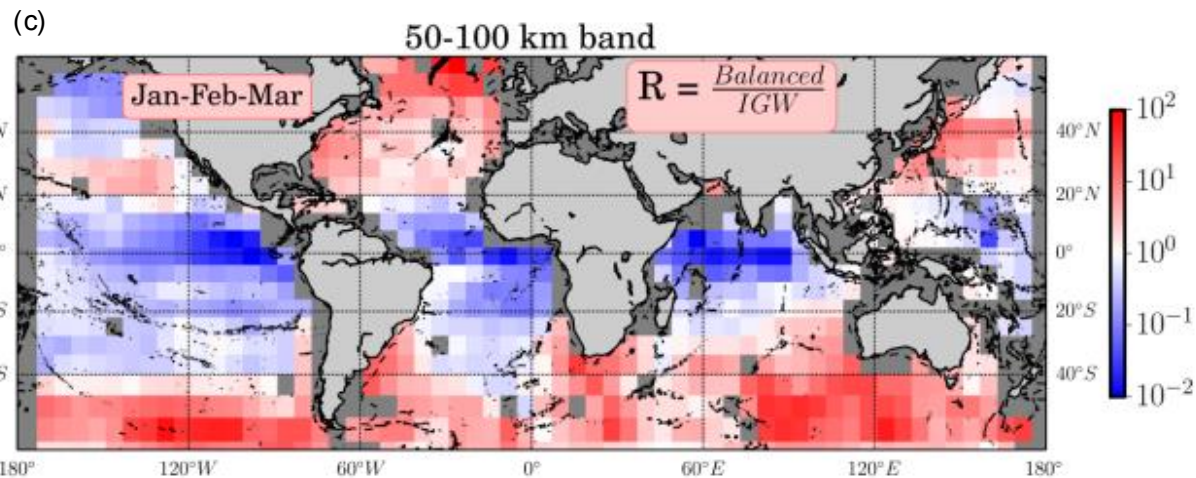 (c)
50-100 km band
Jan-Feb-Mar
R = Balanced / IGW
N 40°N
N 20°N
° 0°
S 20°S
S 40°S
180° 120°W 60°W 0° 60°E 120°E 180°
10²
10¹
10⁰
10⁻¹
10⁻²